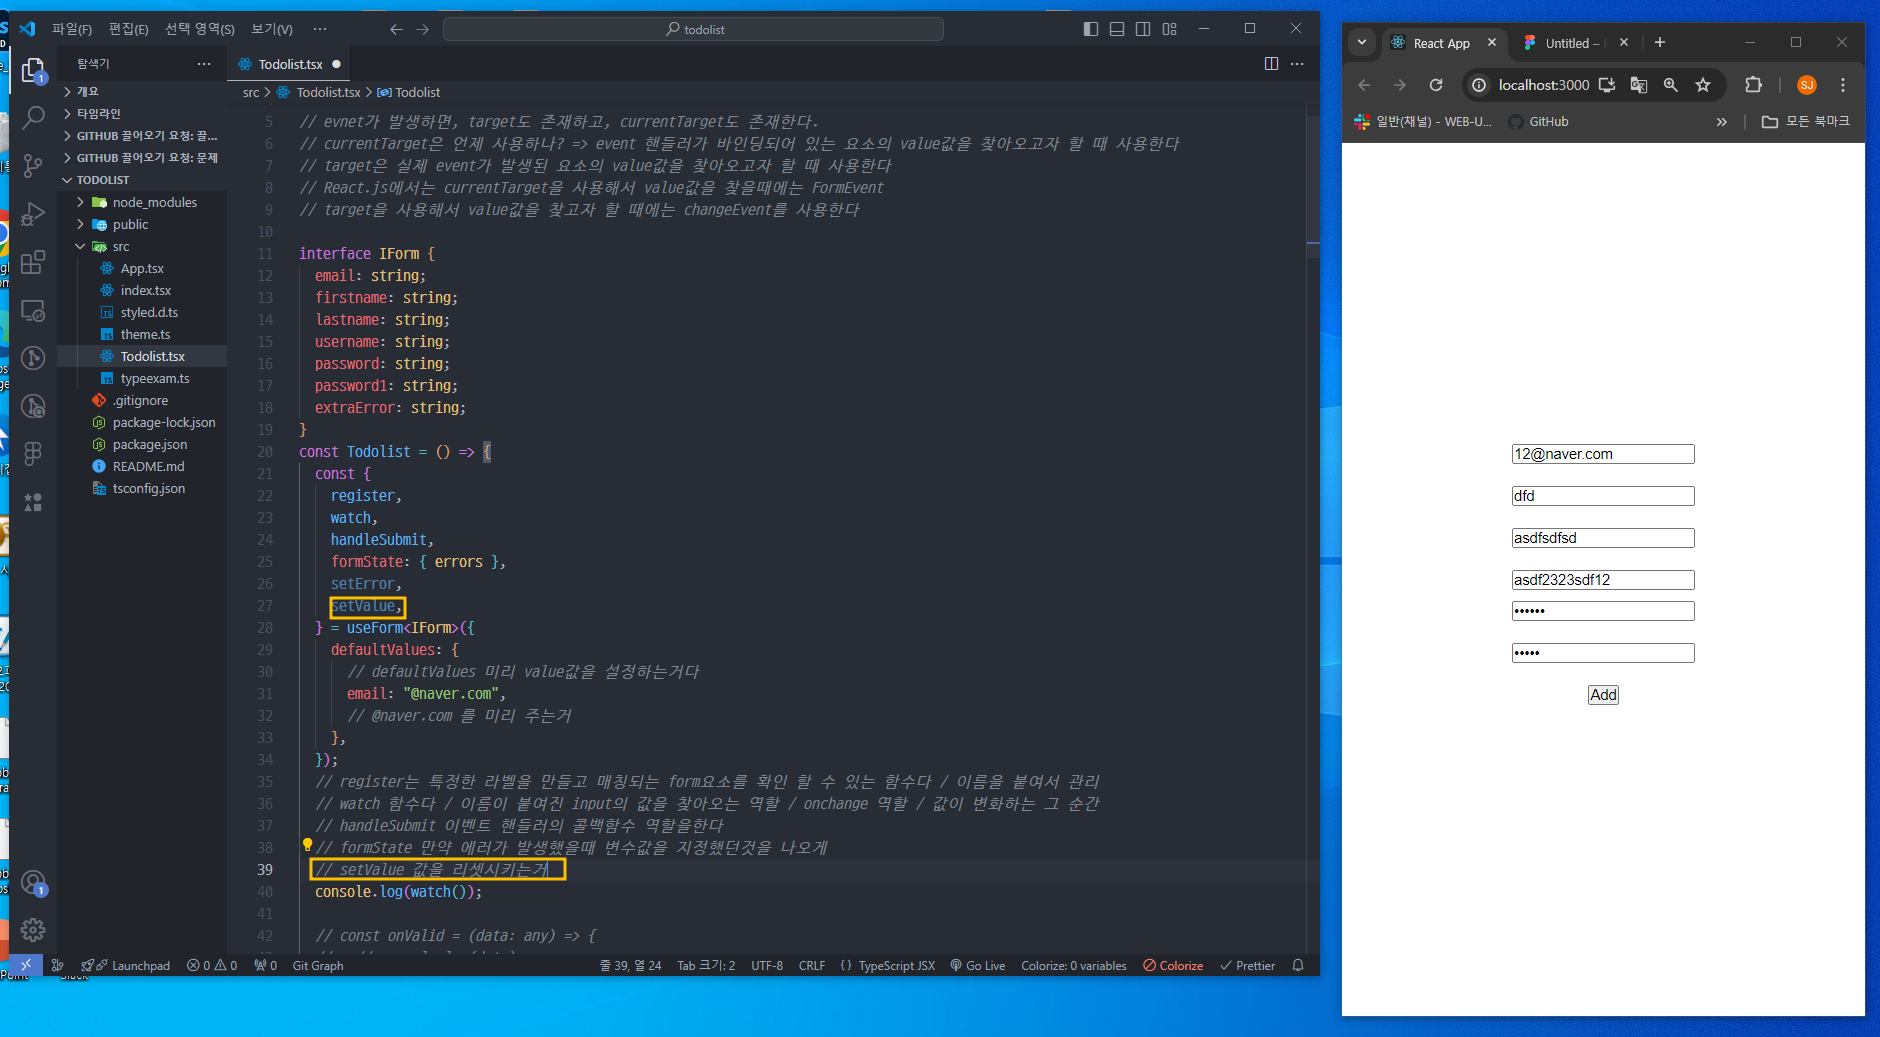 파일(F) 편집(E) 선택 영역(S) 보기(V) ··· todolist
탐색기
개요
타임라인
GITHUB 끌어오기 요청: 끌...
GITHUB 끌어오기 요청: 문제
TODOLIST
node_modules
public
src
App.tsx
index.tsx
styled.d.ts
theme.ts
Todolist.tsx
typeexam.ts
.gitignore
package-lock.json
package.json
README.md
tsconfig.json
1
1
Todolist.tsx
src > Todolist.tsx > Todolist
5 // evnet가 발생하면, target도 존재하고, currentTarget도 존재한다.
6 // currentTarget은 언제 사용하나? => event 핸들러가 바인딩되어 있는 요소의 value값을 찾아오고자 할 때 사용한다
7 // target은 실제 event가 발생된 요소의 value값을 찾아오고자 할 때 사용한다
8 // React.js에서는 currentTarget을 사용해서 value값을 찾을때에는 FormEvent
9 // target을 사용해서 value값을 찾고자 할 때에는 changeEvent를 사용한다
10
11 interface IForm {
12 email: string;
13 firstname: string;
14 lastname: string;
15 username: string;
16 password: string;
17 password1: string;
18 extraError: string;
19 }
20 const Todolist = () => {
21 const {
22 register,
23 watch,
24 handleSubmit,
25 formState: { errors },
26 setError,
27 setValue,
28 } = useForm<IForm>({
29 defaultValues: {
30 // defaultValues 미리 value값을 설정하는거다
31 email: "@naver.com",
32 // @naver.com 를 미리 주는거
33 },
34 });
35 // register는 특정한 라벨을 만들고 매칭되는 form요소를 확인 할 수 있는 함수다 / 이름을 붙여서 관리
36 // watch 함수다 / 이름이 붙여진 input의 값을 찾아오는 역할 / onchange 역할 / 값이 변화하는 그 순간
37 // handleSubmit 이벤트 핸들러의 콜백함수 역할을한다
38 // formState 만약 에러가 발생했을때 변수값을 지정했던것을 나오게
39 // setValue 값을 리셋시키는거
40 console.log(watch());
41
42 // const onValid = (data: any) => {
Launchpad 0 0 0 Git Graph 줄 39, 열 24 Tab 크기: 2 UTF-8 CRLF {} TypeScript JSX Go Live Colorize: 0 variables Colorize Prettier
React App Untitled –
localhost:3000 SJ
일반(채널) - WEB-U... GitHub 모든 북마크
12@naver.com
dfd
asdfsdfsd
asdf2323sdf12
••••••
•••••
Add